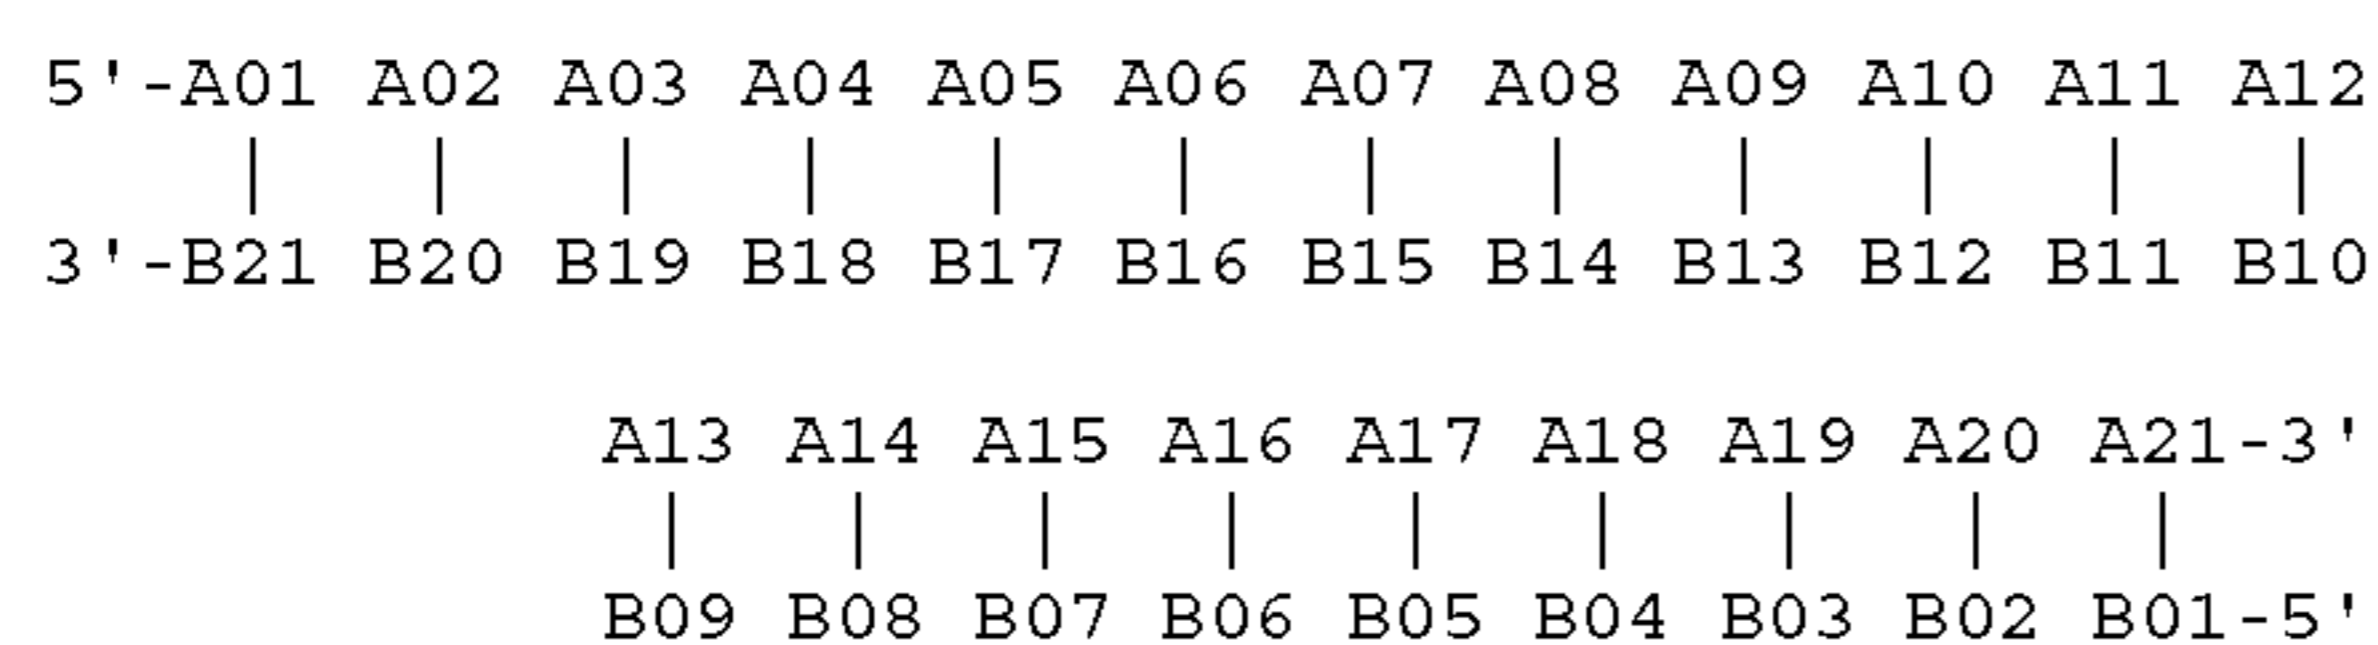 5'-A01 A02 A03 A04 A05 A06 A07 A08 A09 A10 A11 A12
| | | | | | | | | | | |
3'-B21 B20 B19 B18 B17 B16 B15 B14 B13 B12 B11 B10
A13 A14 A15 A16 A17 A18 A19 A20 A21-3'
| | | | | | | | |
B09 B08 B07 B06 B05 B04 B03 B02 B01-5'